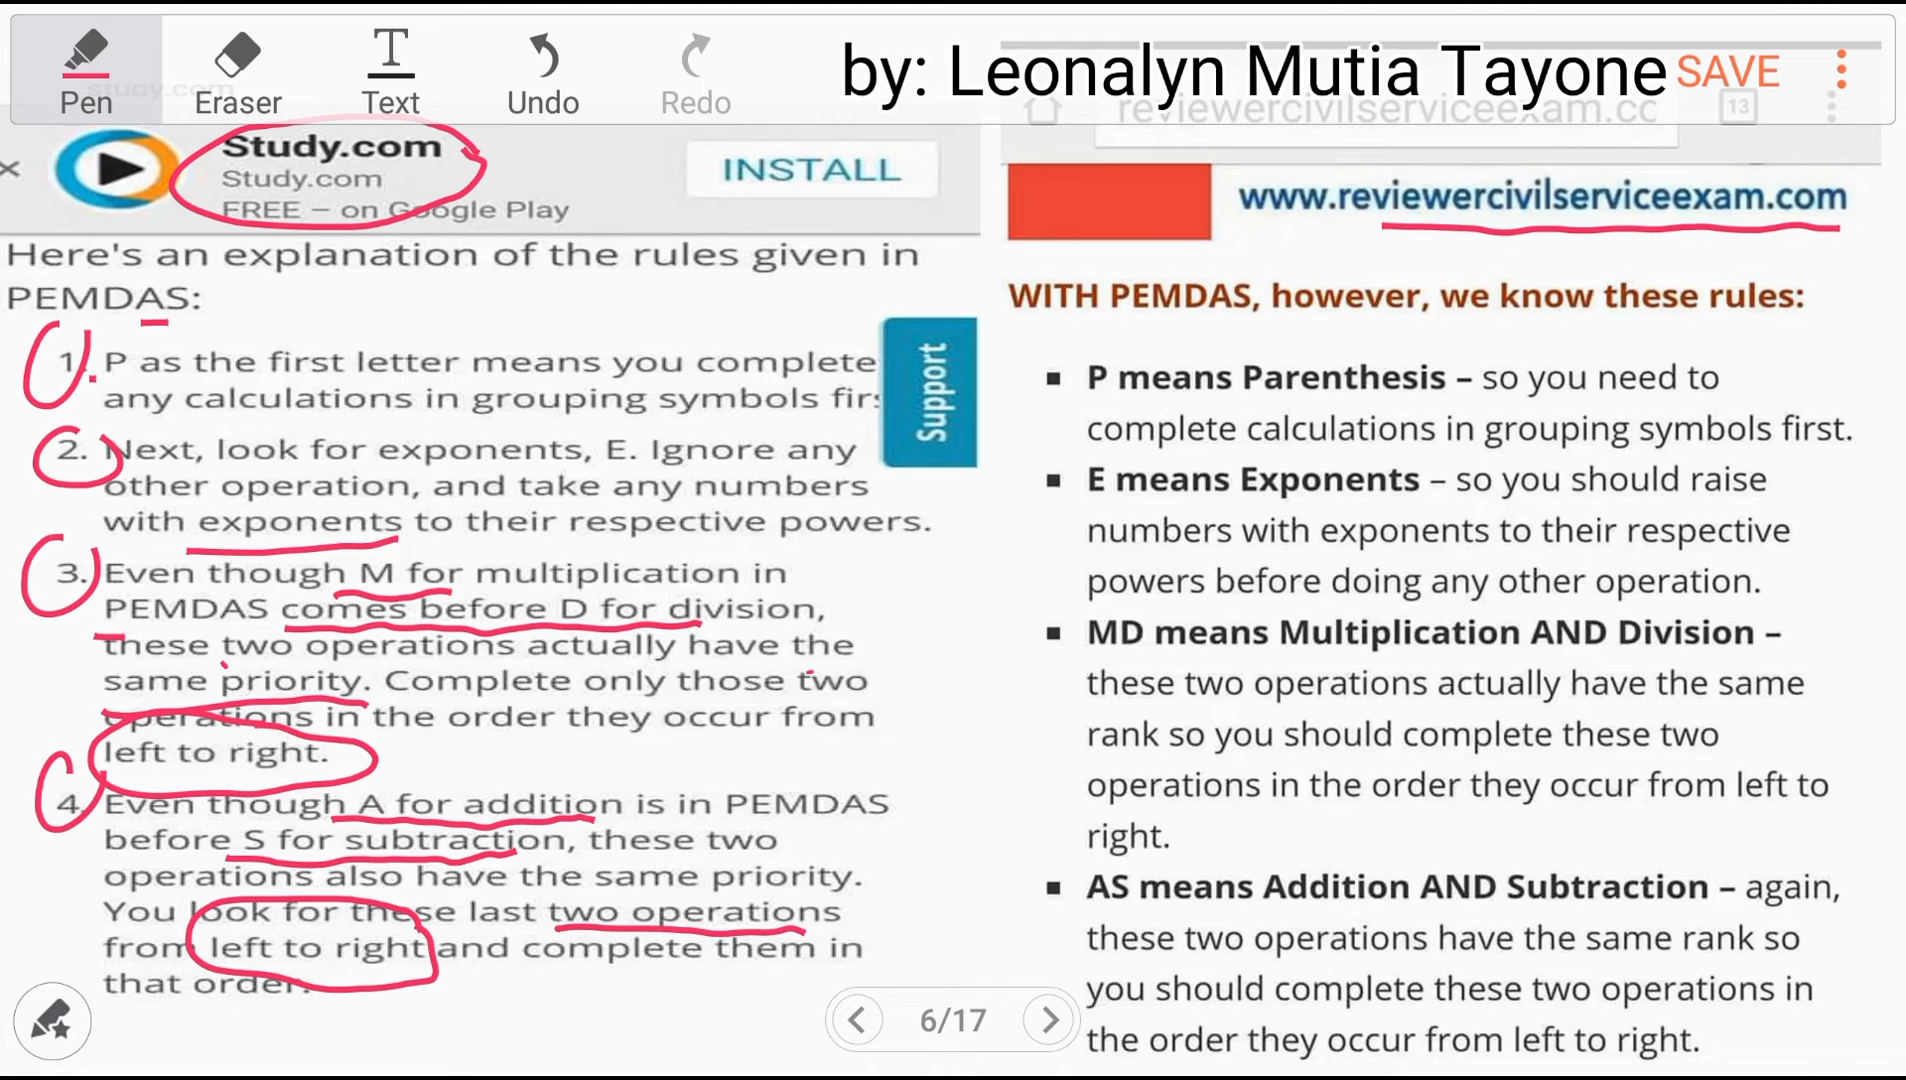 Pen
Eraser
Text
Undo
Redo
by: Leonalyn Mutia Tayone
SAVE
study.com
reviewercivilserviceexam.cc
13
Study.com
Study.com
FREE – on Google Play
INSTALL
Here's an explanation of the rules given in
PEMDAS:
1. P as the first letter means you complete
any calculations in grouping symbols firs
2. Next, look for exponents, E. Ignore any
other operation, and take any numbers
with exponents to their respective powers.
3. Even though M for multiplication in
PEMDAS comes before D for division,
these two operations actually have the
same priority. Complete only those two
operations in the order they occur from
left to right.
4. Even though A for addition is in PEMDAS
before S for subtraction, these two
operations also have the same priority.
You look for these last two operations
from left to right and complete them in
that order.
Support
www.reviewercivilserviceexam.com
WITH PEMDAS, however, we know these rules:
▪ P means Parenthesis – so you need to
complete calculations in grouping symbols first.
▪ E means Exponents – so you should raise
numbers with exponents to their respective
powers before doing any other operation.
▪ MD means Multiplication AND Division –
these two operations actually have the same
rank so you should complete these two
operations in the order they occur from left to
right.
▪ AS means Addition AND Subtraction – again,
these two operations have the same rank so
you should complete these two operations in
the order they occur from left to right.
6/17